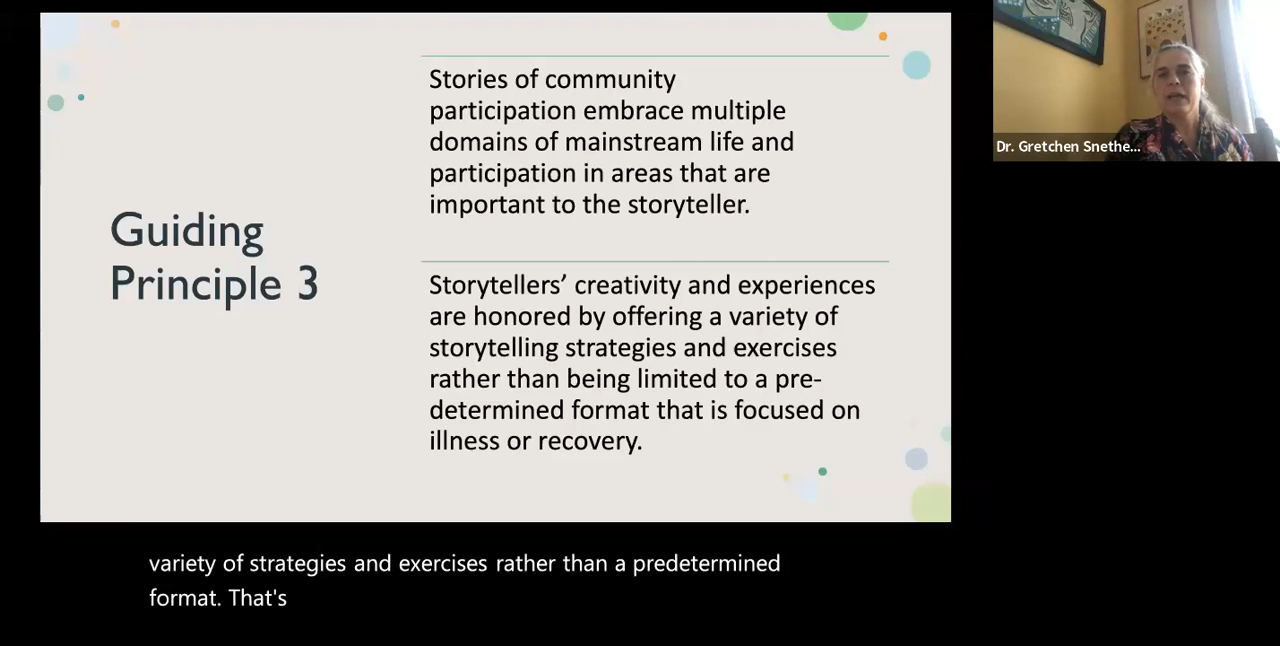 Guiding
Principle 3
Stories of community
participation embrace multiple
domains of mainstream life and
participation in areas that are
important to the storyteller.
Storytellers’ creativity and experiences
are honored by offering a variety of
storytelling strategies and exercises
rather than being limited to a pre-
determined format that is focused on
illness or recovery.
Dr. Gretchen Snethe...
variety of strategies and exercises rather than a predetermined
format. That's